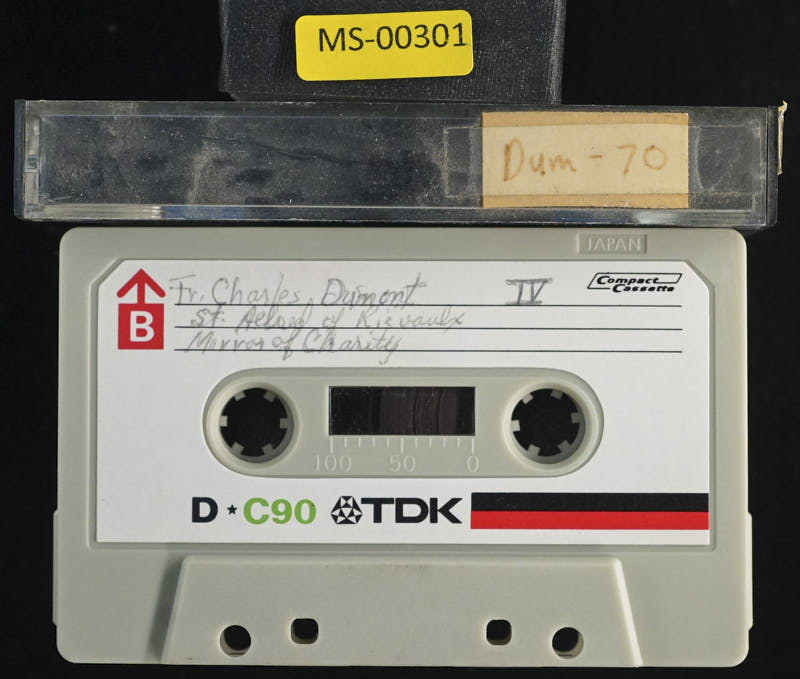 MS-00301
Dum - 70
JAPAN
Fr. Charles Dumont IV
Compact Cassette
St. Aelred of Rievaulx
B
Mirror of Charity
100 50 0
D ★ C90 TDK